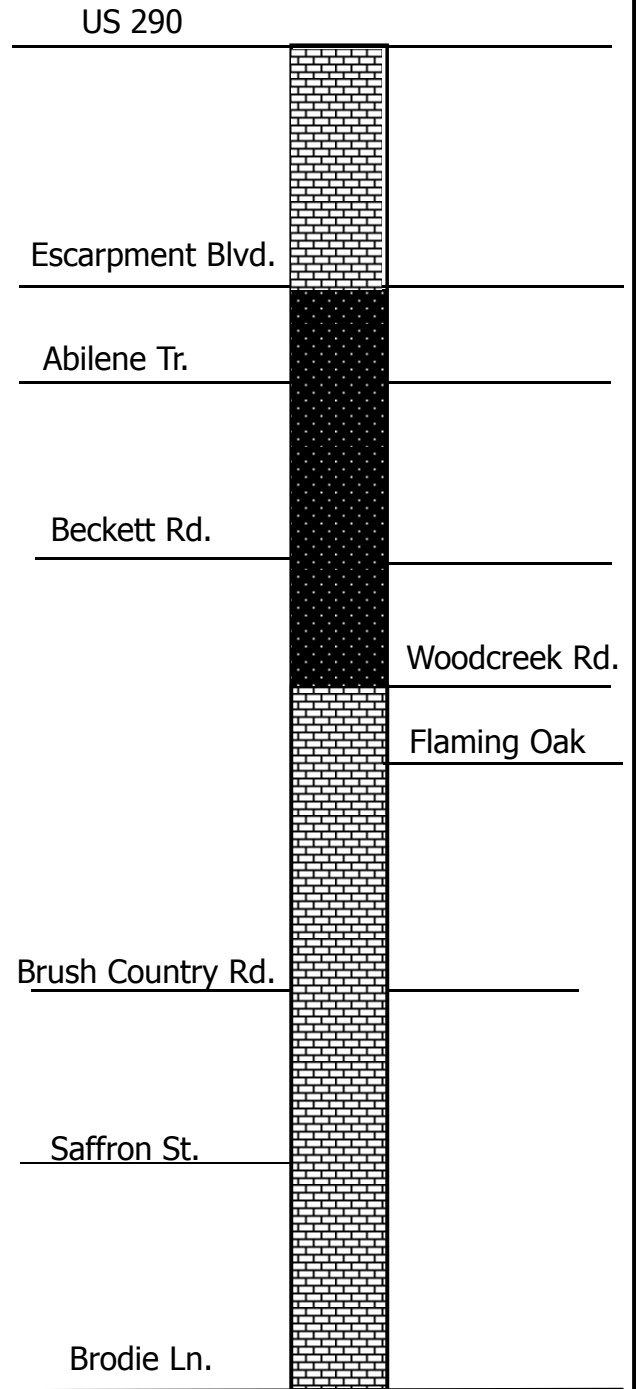 US 290
Escarpment Blvd.
Abilene Tr.
Beckett Rd.
Woodcreek Rd.
Flaming Oak
Brush Country Rd.
Saffron St.
Brodie Ln.